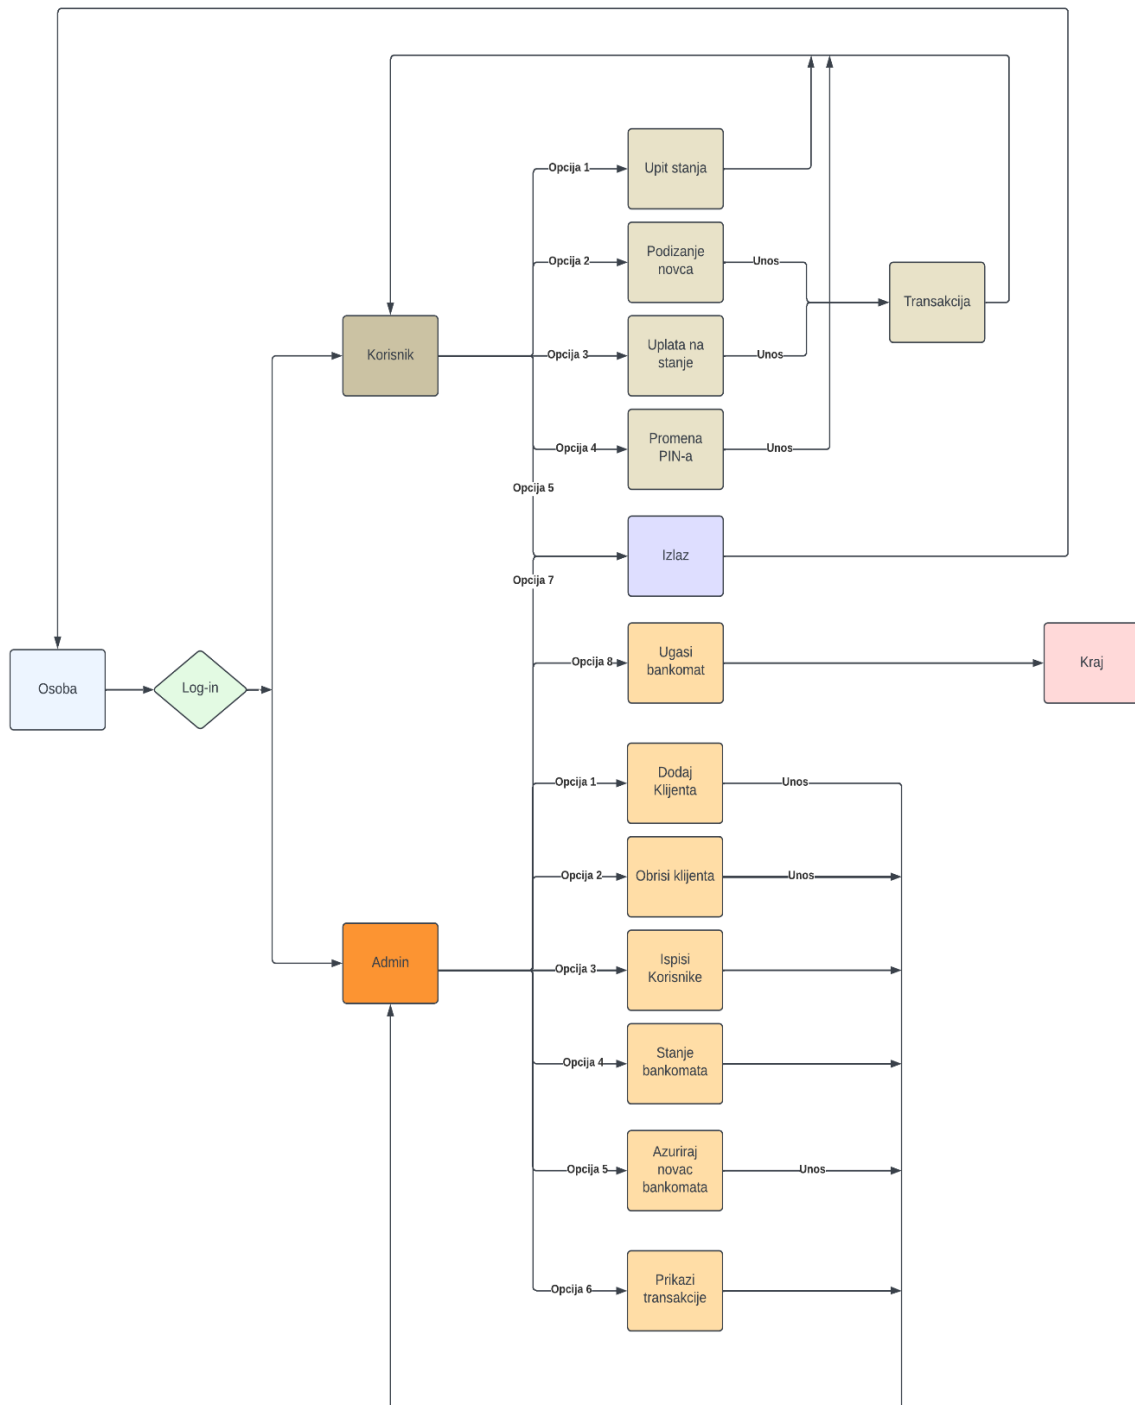 Opcija 1
Upit stanja
Opcija 2
Podizanje
novca
Unos
Transakcija
Korisnik
Opcija 3
Uplata na
stanje
Unos
Opcija 4
Promena
PIN-a
Unos
Opcija 5
Izlaz
Opcija 7
Opcija 8
Ugasi
bankomat
Kraj
Osoba
Log-in
Opcija 1
Dodaj
Klijenta
Unos
Opcija 2
Obrisi klijenta
Unos
Admin
Opcija 3
Ispisi
Korisnike
Opcija 4
Stanje
bankomata
Opcija 5
Azuriraj
novac
bankomata
Unos
Opcija 6
Prikazi
transakcije